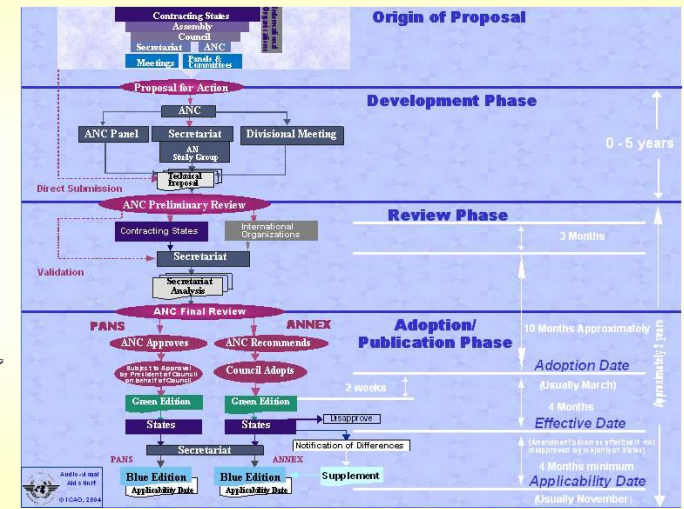 Contracting States
Assembly
Council
Secretariat ANC
Meetings Panels & Committees
International Organizations
Origin of Proposal
Proposal for Action
Development Phase
ANC
ANC Panel
Secretariat
Divisional Meeting
AN
Study Group
Technical
Proposal
Direct Submission
0 - 5 years
ANC Preliminary Review
Review Phase
Contracting States
International
Organizations
3 Months
Secretariat
Validation
Secretariat
Analysis
ANC Final Review
PANS
ANNEX
Adoption/
Publication Phase
10 Months Approximately
Approximately 2 years
ANC Approves
ANC Recommends
Subject to Approval
by President of Council
on behalf of Council
Council Adopts
Adoption Date
(Usually March)
2 weeks
Green Edition
Green Edition
4 Months
States
States
Disapprove
Effective Date
Notification of Differences
(Amendment becomes effective if not
disapproved by majority of States)
Secretariat
PANS
ANNEX
4 Months minimum
Blue Edition
Blue Edition
Supplement
Applicability Date
Applicability Date
Applicability Date
(Usually November)
Audio-visual
Aids Unit
© ICAO, 2004